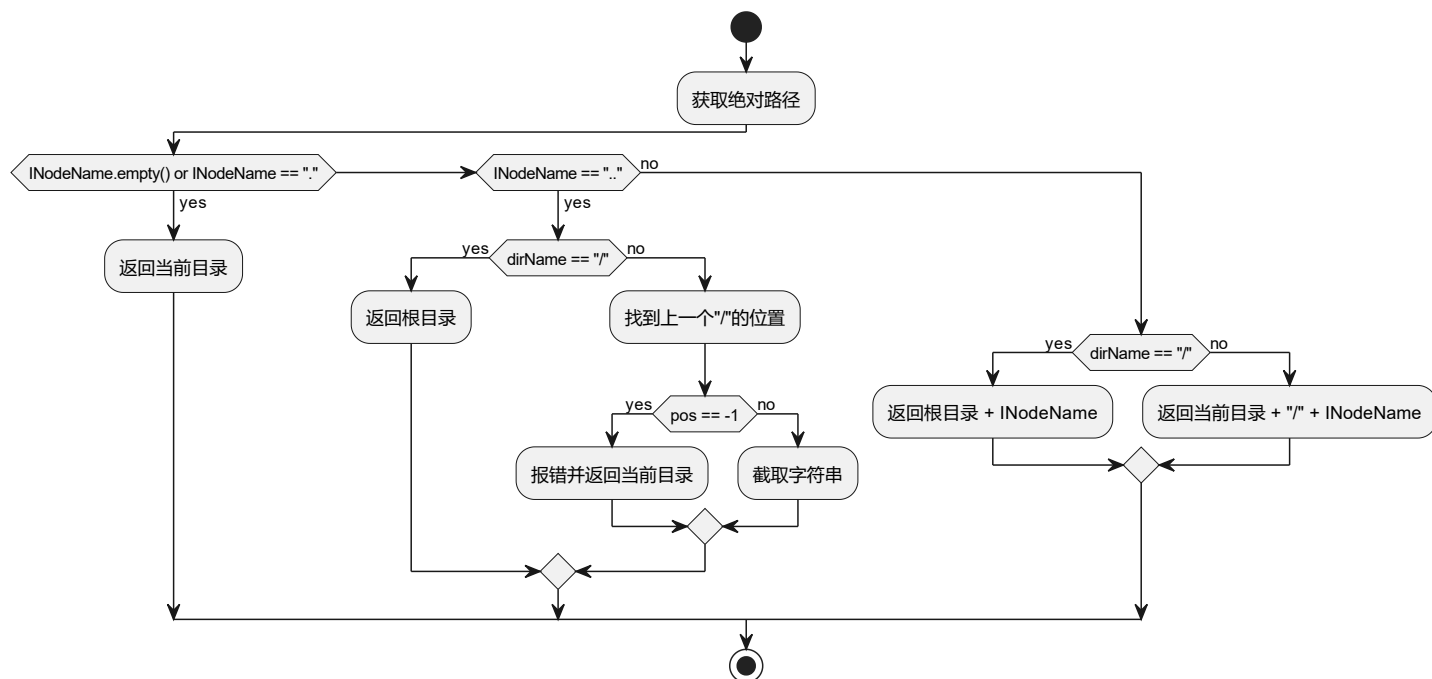 获取绝对路径
INodeName.empty() or INodeName == "."
INodeName == ".."
no
yes
yes
返回当前目录
yes
dirName == "/"
no
返回根目录
找到上一个"/"的位置
yes
dirName == "/"
no
yes
pos == -1
no
返回根目录 + INodeName
返回当前目录 + "/" + INodeName
报错并返回当前目录
截取字符串